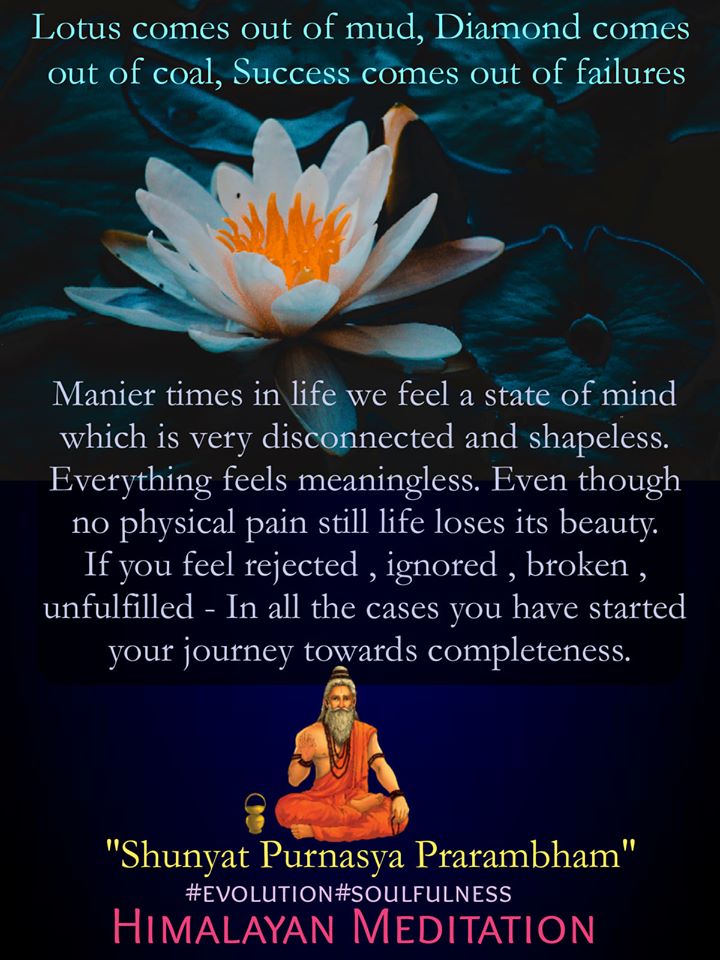 Lotus comes out of mud, Diamond comes
out of coal, Success comes out of failures
Manier times in life we feel a state of mind
which is very disconnected and shapeless.
Everything feels meaningless. Even though
no physical pain still life loses its beauty.
If you feel rejected , ignored , broken ,
unfulfilled - In all the cases you have started
your journey towards completeness.
"Shunyat Purnasya Prarambham"
#EVOLUTION#SOULFULNESS
HIMALAYAN MEDITATION